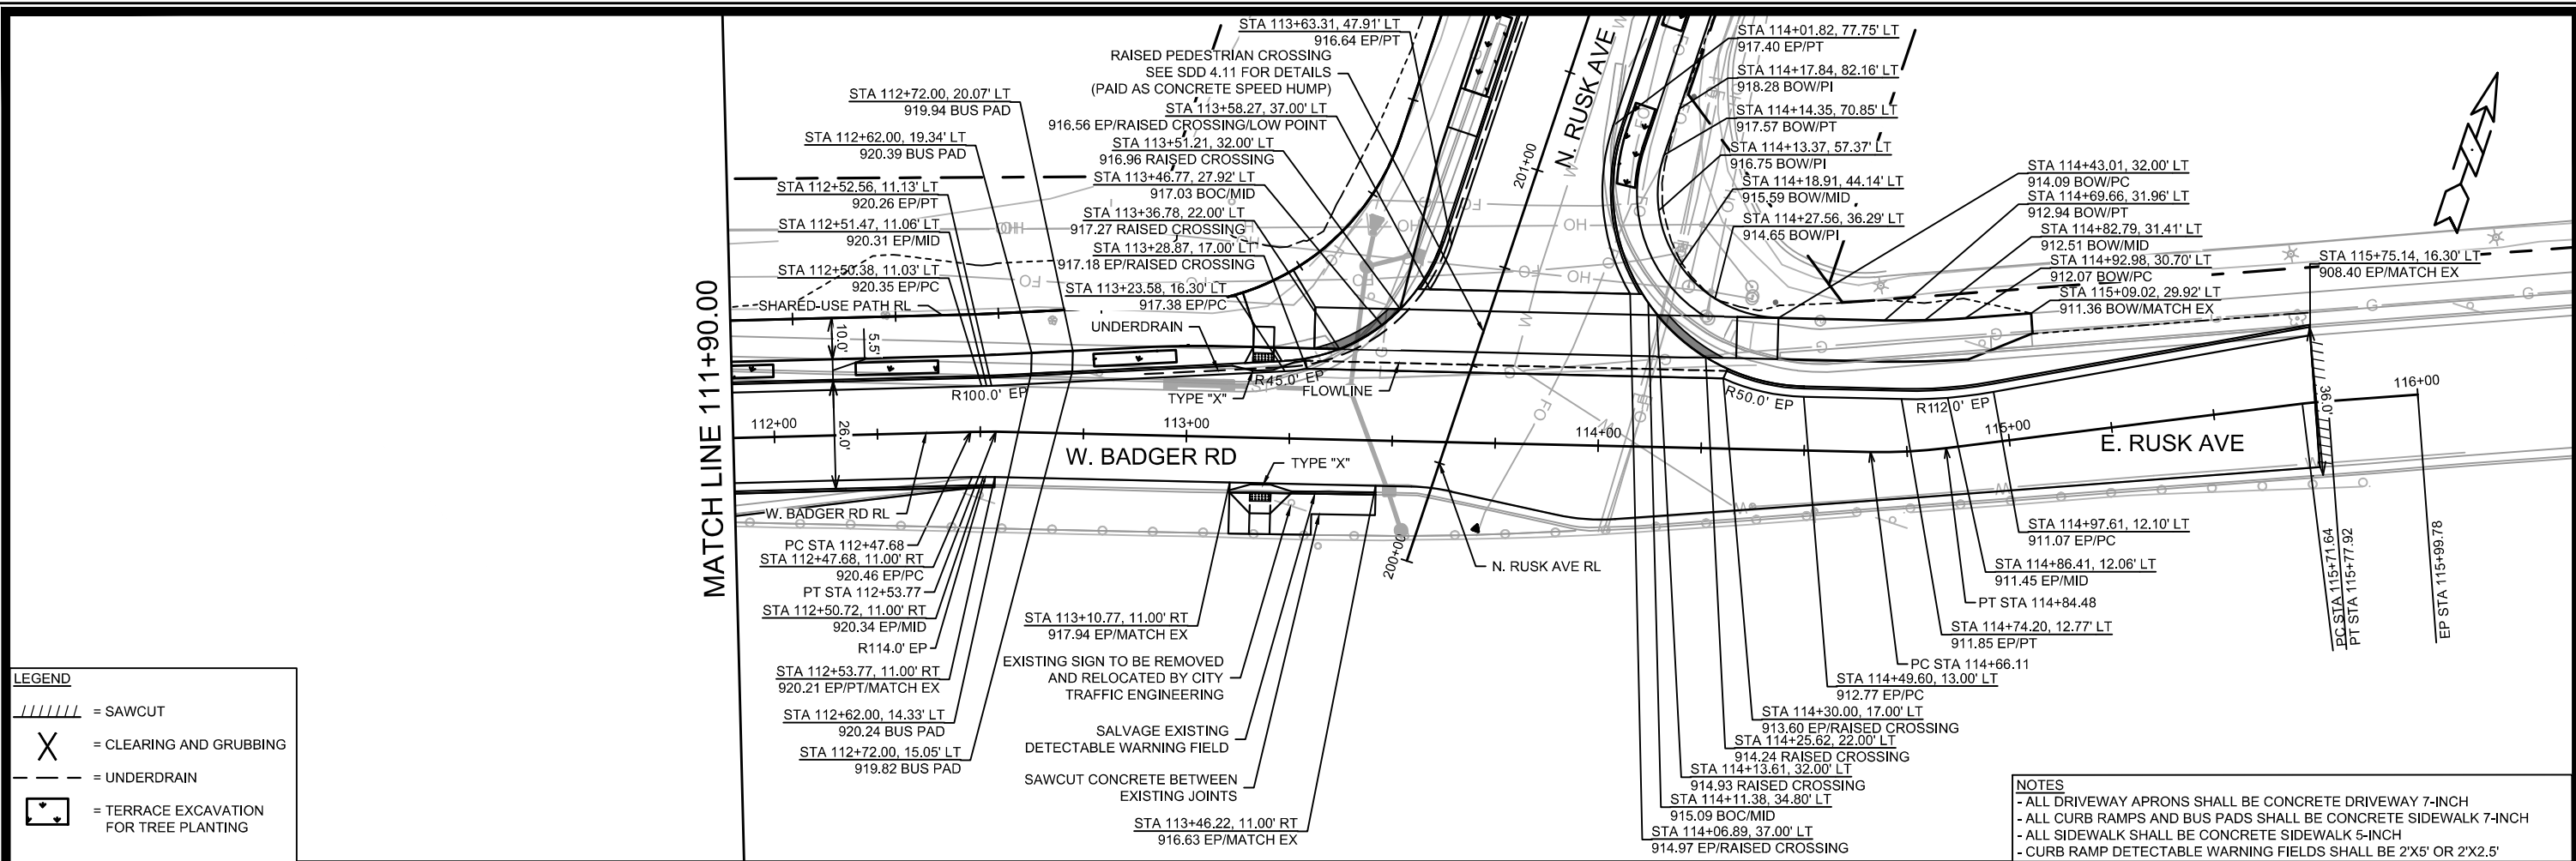 MATCH LINE 111+90.00
STA 112+72.00, 20.07' LT
919.94 BUS PAD
STA 112+62.00, 19.34' LT
920.39 BUS PAD
STA 112+52.56, 11.13' LT
920.26 EP/PT
STA 112+51.47, 11.06' LT
920.31 EP/MID
STA 112+50.38, 11.03' LT
920.35 EP/PC
SHARED-USE PATH RL
STA 113+63.31, 47.91' LT
916.64 EP/PT
RAISED PEDESTRIAN CROSSING
SEE SDD 4.11 FOR DETAILS
(PAID AS CONCRETE SPEED HUMP)
STA 113+58.27, 37.00' LT
916.56 EP/RAISED CROSSING/LOW POINT
STA 113+51.21, 32.00' LT
916.96 RAISED CROSSING
STA 113+46.77, 27.92' LT
917.03 BOC/MID
STA 113+36.78, 22.00' LT
917.27 RAISED CROSSING
STA 113+28.87, 17.00' LT
917.18 EP/RAISED CROSSING
STA 113+23.58, 16.30' LT
917.38 EP/PC
UNDERDRAIN
N. RUSK AVE
201+00
STA 114+01.82, 77.75' LT
917.40 EP/PT
STA 114+17.84, 82.16' LT
918.28 BOW/PI
STA 114+14.35, 70.85' LT
917.57 BOW/PT
STA 114+13.37, 57.37' LT
916.75 BOW/PI
STA 114+18.91, 44.14' LT
915.59 BOW/MID
STA 114+27.56, 36.29' LT
914.65 BOW/PI
STA 114+43.01, 32.00' LT
914.09 BOW/PC
STA 114+69.66, 31.96' LT
912.94 BOW/PT
STA 114+82.79, 31.41' LT
912.51 BOW/MID
STA 114+92.98, 30.70' LT
912.07 BOW/PC
STA 115+09.02, 29.92' LT
911.36 BOW/MATCH EX
STA 115+75.14, 16.30' LT
908.40 EP/MATCH EX
N
10.0'
5.5'
26.0'
36.0'
R100.0' EP
TYPE "X"
R45.0' EP
FLOWLINE
R50.0' EP
R112.0' EP
112+00
113+00
114+00
115+00
116+00
W. BADGER RD
E. RUSK AVE
TYPE "X"
W. BADGER RD RL
PC STA 112+47.68
STA 112+47.68, 11.00' RT
920.46 EP/PC
PT STA 112+53.77
STA 112+50.72, 11.00' RT
920.34 EP/MID
R114.0' EP
STA 112+53.77, 11.00' RT
920.21 EP/PT/MATCH EX
STA 112+62.00, 14.33' LT
920.24 BUS PAD
STA 112+72.00, 15.05' LT
919.82 BUS PAD
STA 113+10.77, 11.00' RT
917.94 EP/MATCH EX
EXISTING SIGN TO BE REMOVED
AND RELOCATED BY CITY
TRAFFIC ENGINEERING
SALVAGE EXISTING
DETECTABLE WARNING FIELD
SAWCUT CONCRETE BETWEEN
EXISTING JOINTS
STA 113+46.22, 11.00' RT
916.63 EP/MATCH EX
200+00
N. RUSK AVE RL
STA 114+97.61, 12.10' LT
911.07 EP/PC
STA 114+86.41, 12.06' LT
911.45 EP/MID
PT STA 114+84.48
STA 114+74.20, 12.77' LT
911.85 EP/PT
PC STA 114+66.11
STA 114+49.60, 13.00' LT
912.77 EP/PC
STA 114+30.00, 17.00' LT
913.60 EP/RAISED CROSSING
STA 114+25.62, 22.00' LT
914.24 RAISED CROSSING
STA 114+13.61, 32.00' LT
914.93 RAISED CROSSING
STA 114+11.38, 34.80' LT
915.09 BOC/MID
STA 114+06.89, 37.00' LT
914.97 EP/RAISED CROSSING
PC STA 115+71.64
PT STA 115+77.92
EP STA 115+99.78
LEGEND
= SAWCUT
= CLEARING AND GRUBBING
= UNDERDRAIN
= TERRACE EXCAVATION
FOR TREE PLANTING
NOTES
- ALL DRIVEWAY APRONS SHALL BE CONCRETE DRIVEWAY 7-INCH
- ALL CURB RAMPS AND BUS PADS SHALL BE CONCRETE SIDEWALK 7-INCH
- ALL SIDEWALK SHALL BE CONCRETE SIDEWALK 5-INCH
- CURB RAMP DETECTABLE WARNING FIELDS SHALL BE 2'X5' OR 2'X2.5'